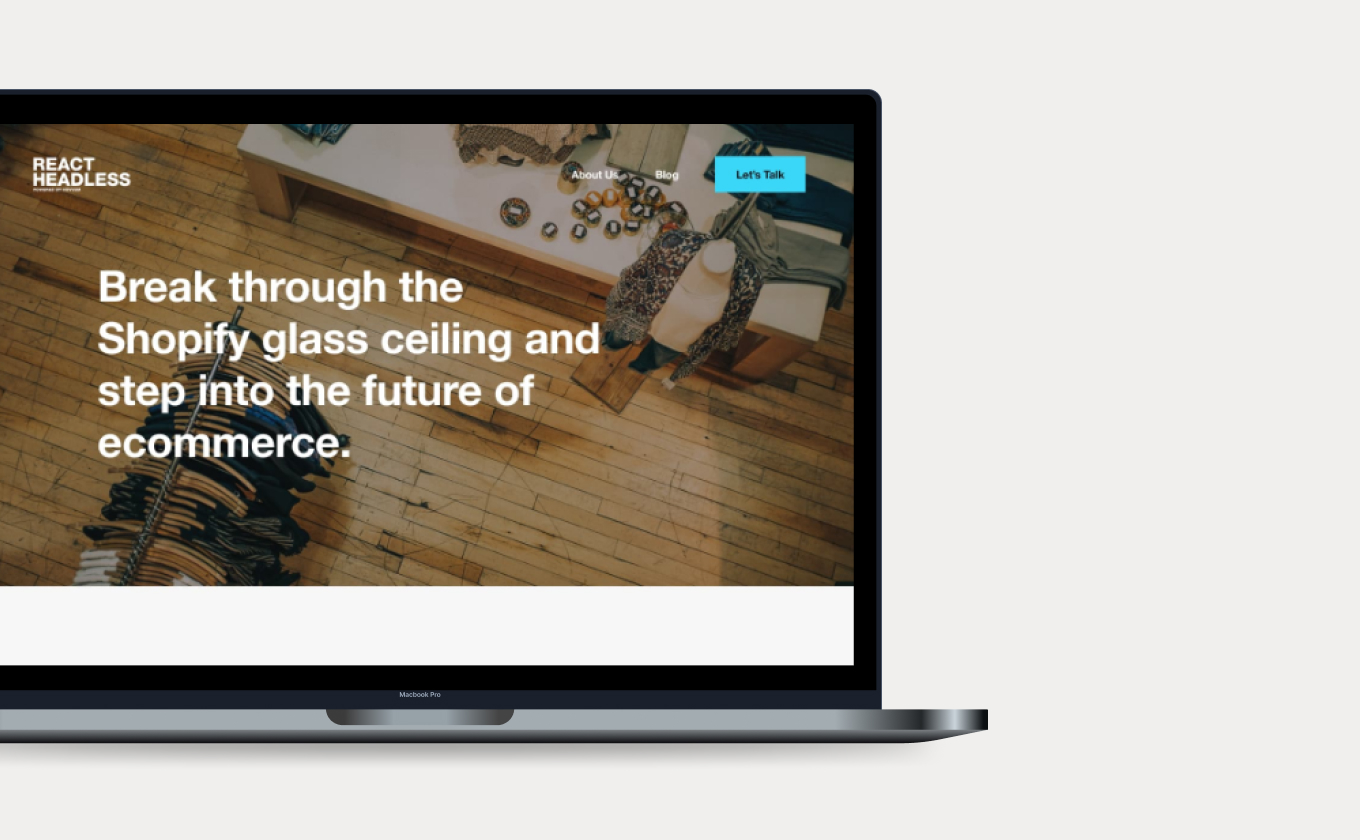 REACT
HEADLESS
About Us
Blog
Let's Talk
Break through the
Shopify glass ceiling and
step into the future of
ecommerce.
Macbook Pro